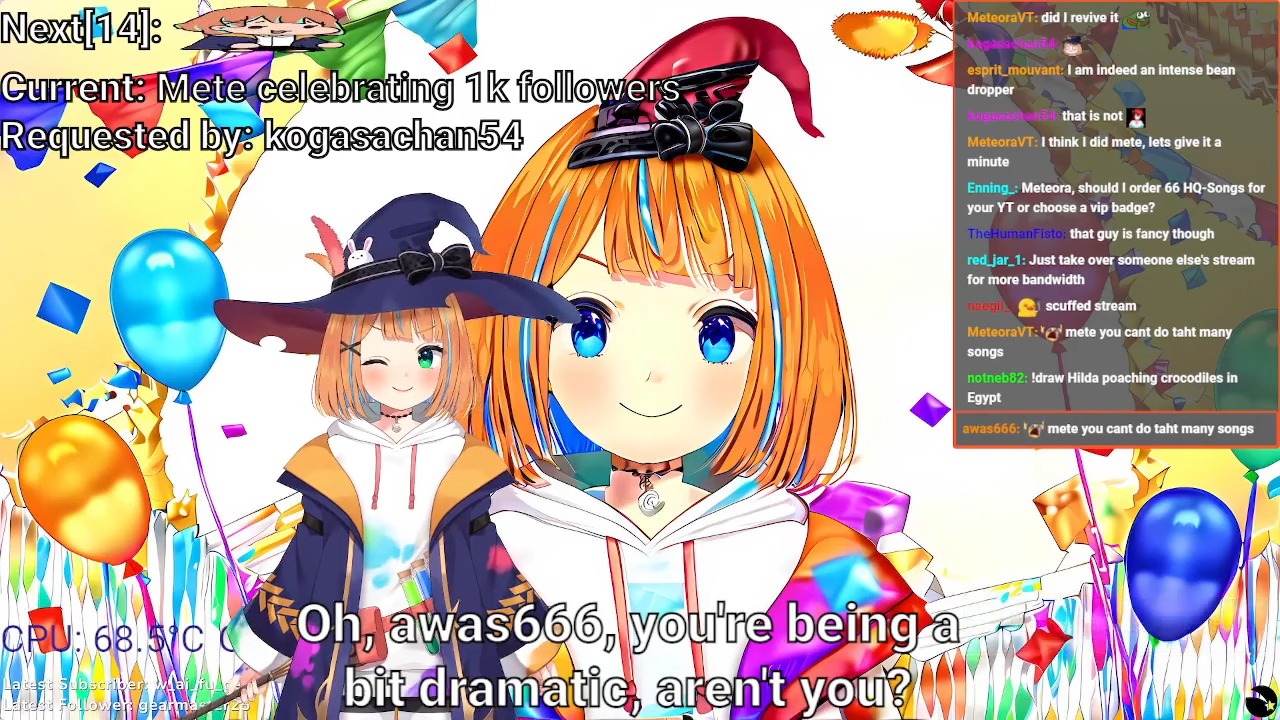 Next[14]:
Current: Mete celebrating 1k followers
Requested by: kogasachan54
MeteoraVT: did I revive it
kogasachan54:
esprit_mouvant: I am indeed an intense bean
dropper
kogasachan54: that is not
MeteoraVT: I think I did mete, lets give it a
minute
Enning_: Meteora, should I order 66 HQ-Songs for
your YT or choose a vip badge?
TheHumanFisto: that guy is fancy though
red_jar_1: Just take over someone else's stream
for more bandwidth
naegii_: scuffed stream
MeteoraVT: mete you cant do taht many
songs
notneb82: !draw Hilda poaching crocodiles in
Egypt
awas666: mete you cant do taht many songs
Oh, awas666, you're being a
bit dramatic, aren't you?
CPU: 68.5°C
Latest Subscriber:
Latest Follower: